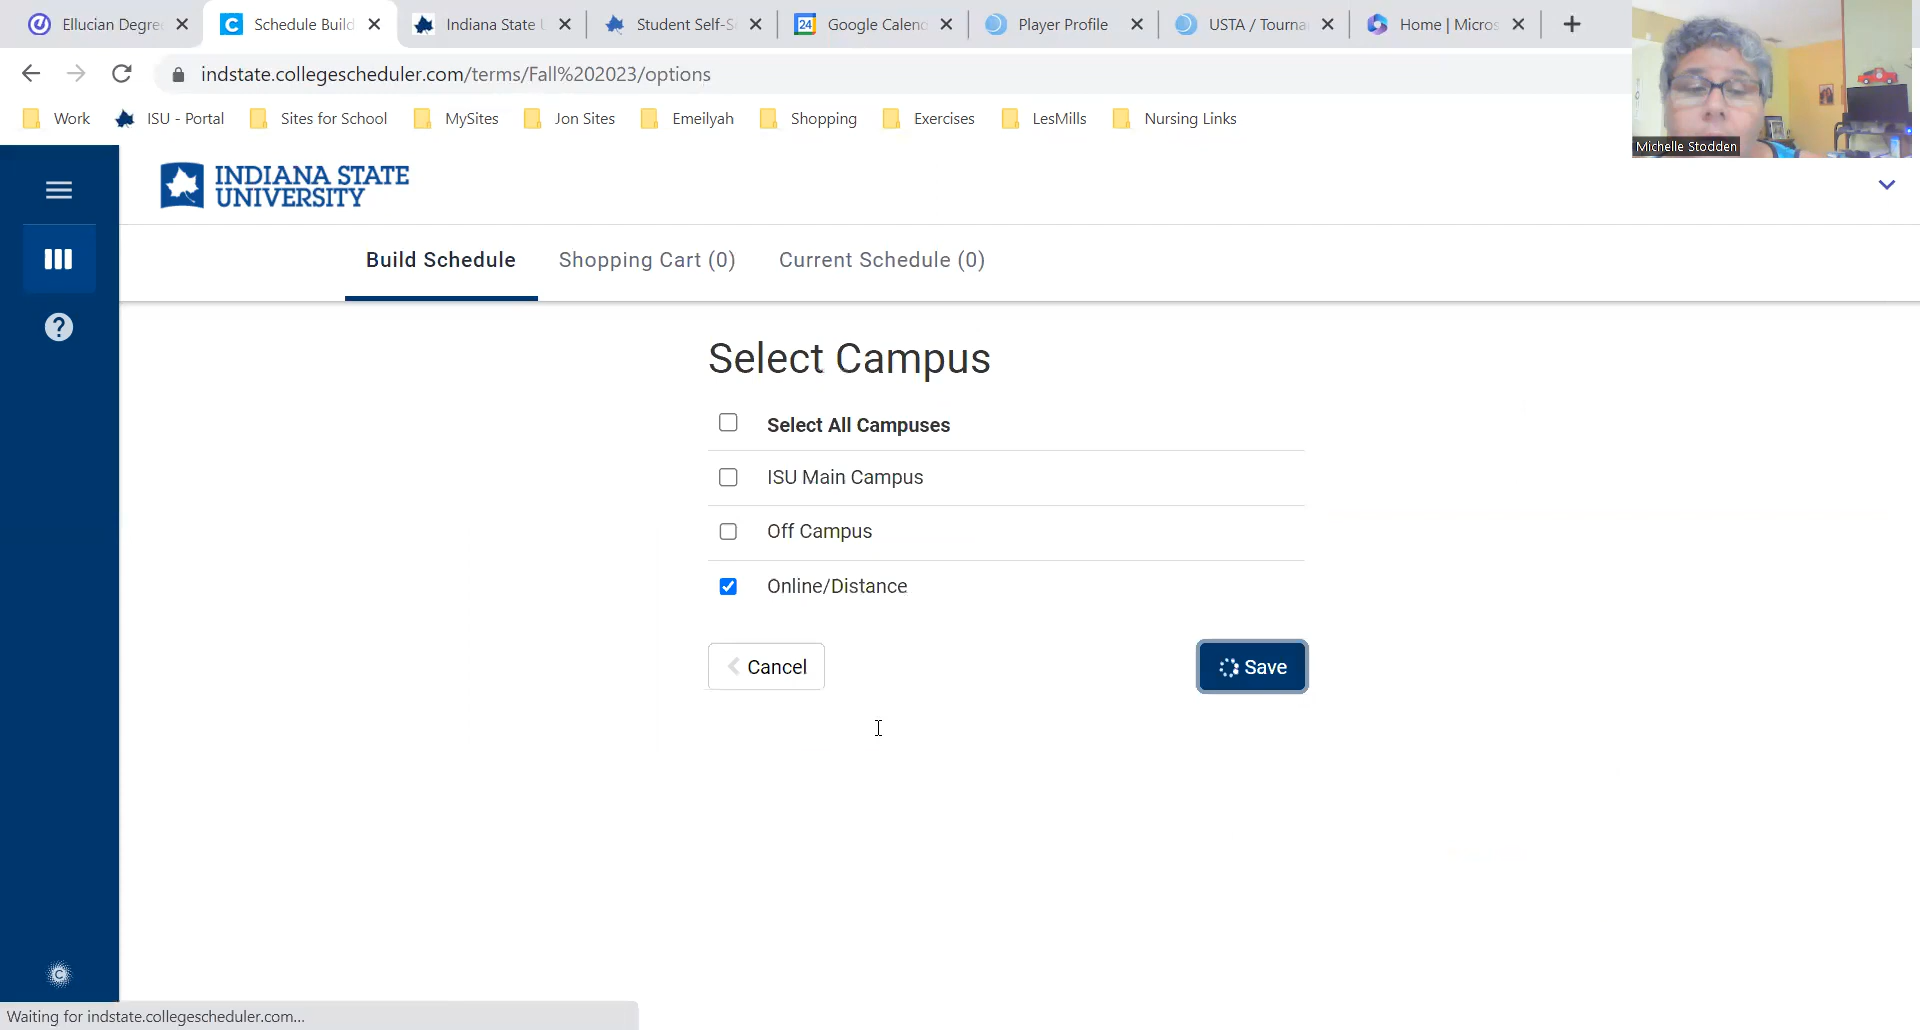 Ellucian Degre
Schedule Build
Indiana State U
Student Self-S
24
Google Calend
Player Profile
USTA / Tourna
Home | Micros
indstate.collegescheduler.com/terms/Fall%202023/options
Work
ISU - Portal
Sites for School
MySites
Jon Sites
Emeilyah
Shopping
Exercises
LesMills
Nursing Links
Michelle Stodden
INDIANA STATE
UNIVERSITY
Build Schedule
Shopping Cart (0)
Current Schedule (0)
Select Campus
Select All Campuses
ISU Main Campus
Off Campus
Online/Distance
Cancel
Save
Waiting for indstate.collegescheduler.com...